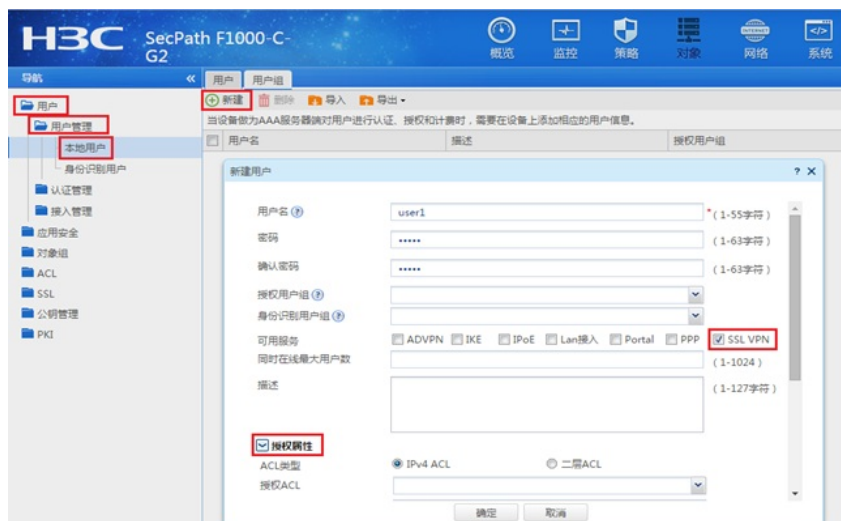 H3C SecPath F1000-C-G2
概览 监控 策略 对象 网络 系统
导航 «
用户 用户组
新建 删除 导入 导出
当设备做为AAA服务器端对用户进行认证、授权和计费时，需要在设备上添加相应的用户信息。
用户名 描述 授权用户组
用户
用户管理
本地用户
身份识别用户
认证管理
接入管理
应用安全
对象组
ACL
SSL
公钥管理
PKI
新建用户 ? X
用户名 ? user1 *(1-55字符)
密码 ••••• (1-63字符)
确认密码 ••••• (1-63字符)
授权用户组 ?
身份识别用户组 ?
可用服务 ADVPN IKE IPoE Lan接入 Portal PPP SSL VPN
同时在线最大用户数 (1-1024)
描述 (1-127字符)
授权属性
ACL类型 IPv4 ACL 二层ACL
授权ACL
确定 取消